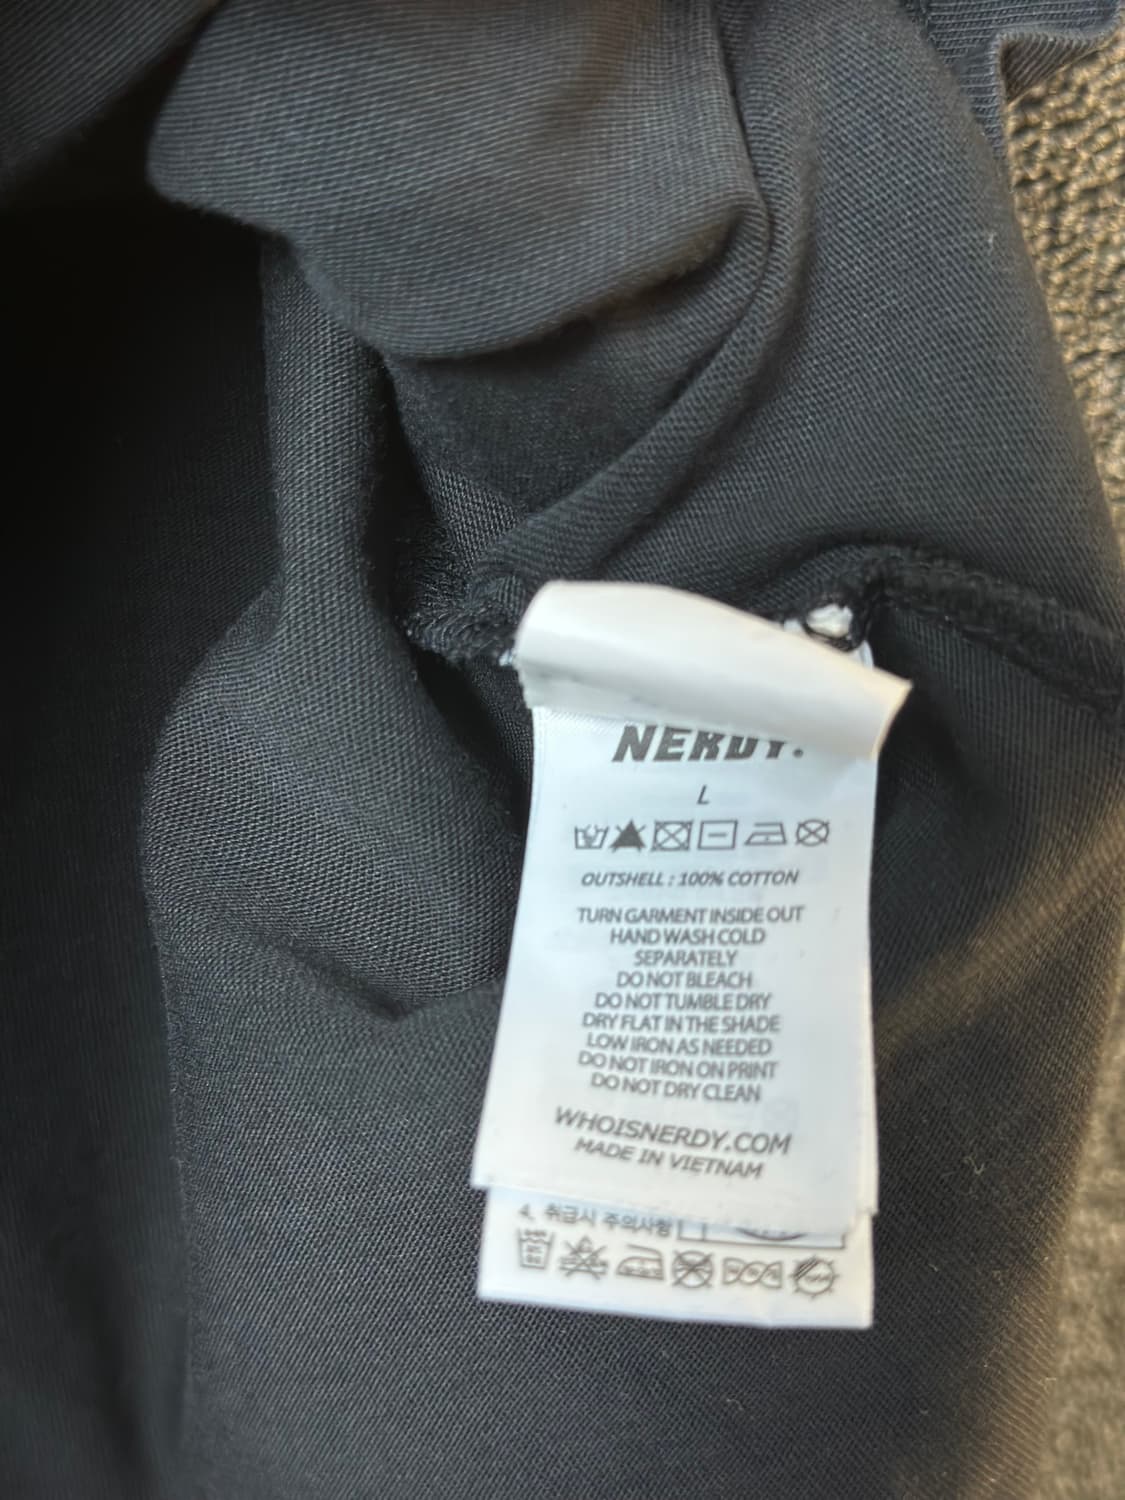 NERDY.
L
OUTSHELL : 100% COTTON
TURN GARMENT INSIDE OUT
HAND WASH COLD
SEPARATELY
DO NOT BLEACH
DO NOT TUMBLE DRY
DRY FLAT IN THE SHADE
LOW IRON AS NEEDED
DO NOT IRON ON PRINT
DO NOT DRY CLEAN
WHOISNERDY.COM
MADE IN VIETNAM
4. 취급시 주의사항